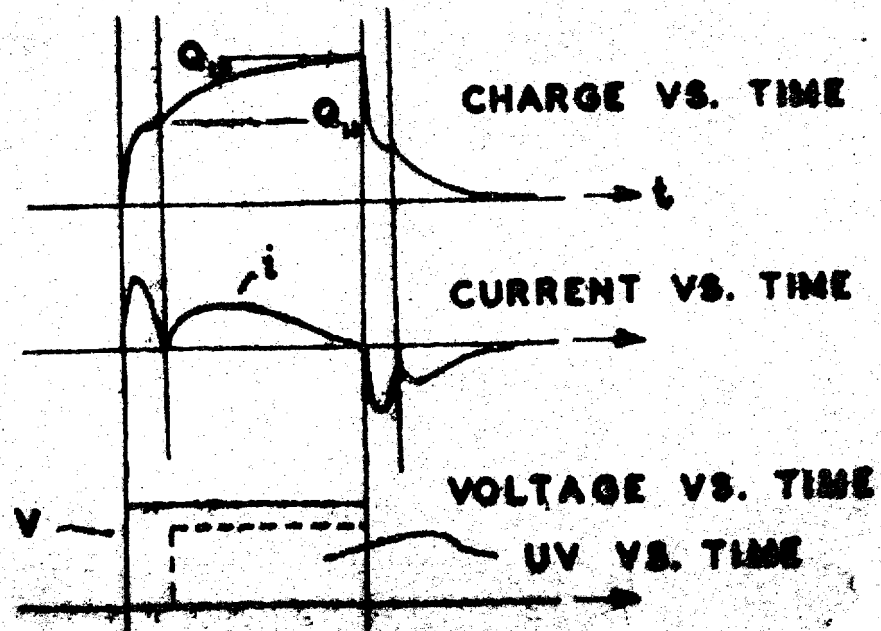 CHARGE VS. TIME
t
i
CURRENT VS. TIME
VOLTAGE VS. TIME
V
UV VS. TIME